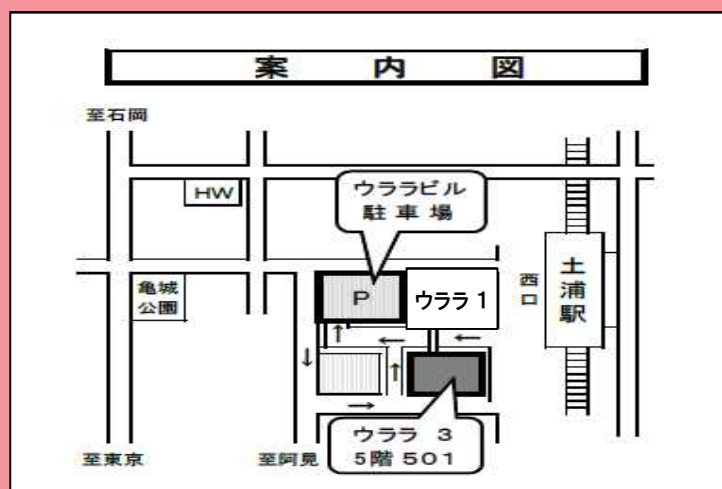 案内図
至石岡
HW
ウララビル
駐車場
亀城
公園
P
ウララ 1
西口
土浦駅
ウララ 3
5階 501
至東京
至阿見